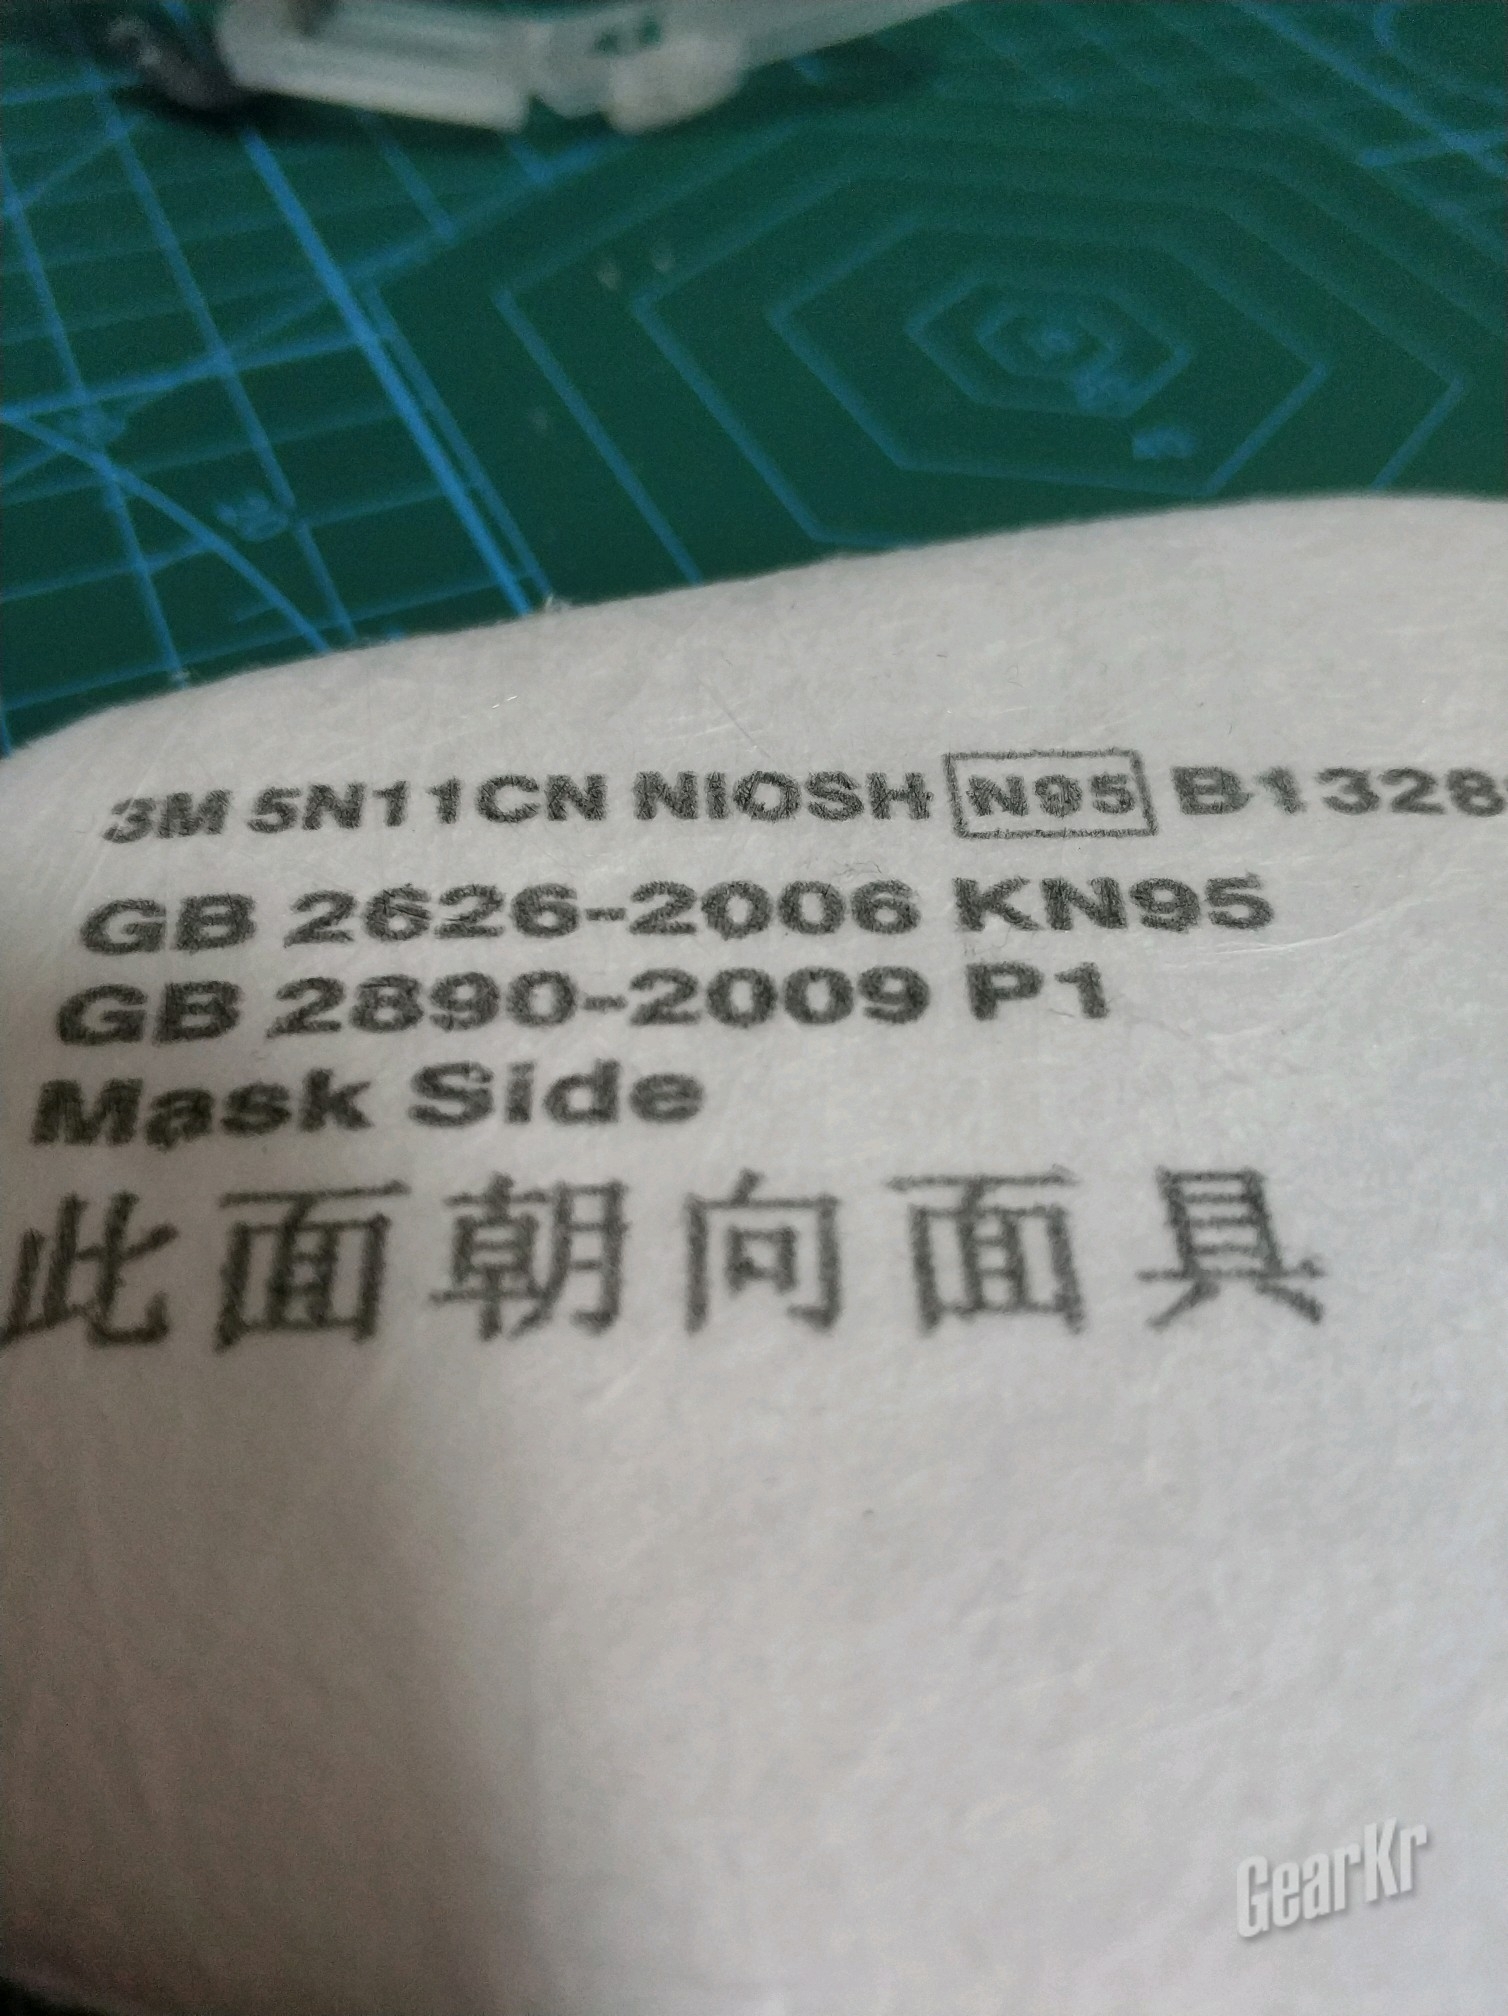 3M 5N11CN NIOSH N95 B1328
GB 2626-2006 KN95
GB 2890-2009 P1
Mask Side
此面朝向面具
GearKr